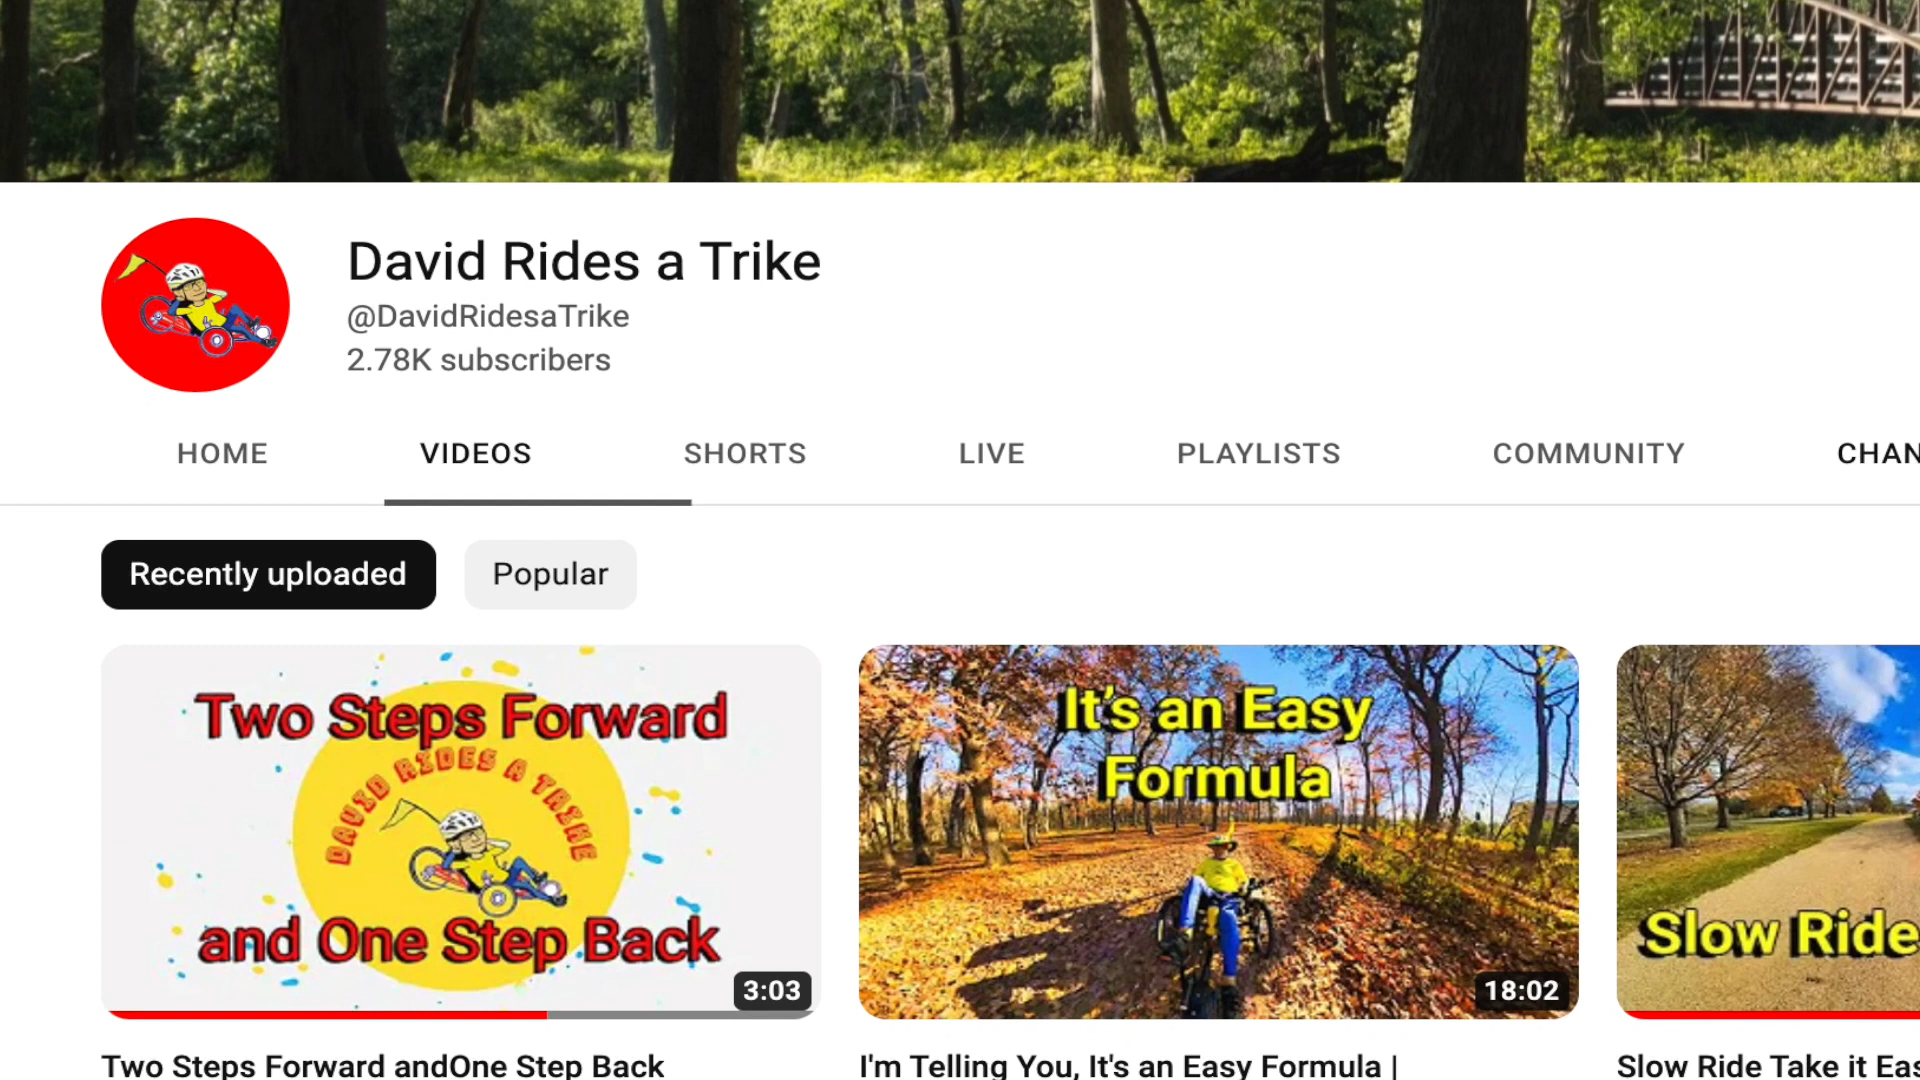 David Rides a Trike
@DavidRidesaTrike
2.78K subscribers
HOME VIDEOS SHORTS LIVE PLAYLISTS COMMUNITY CHAN
Recently uploaded Popular
Two Steps Forward
DAVID RIDES A TRIKE
and One Step Back
3:03
It's an Easy
Formula
18:02
Slow Ride
Two Steps Forward andOne Step Back
I'm Telling You, It's an Easy Formula |
Slow Ride Take it Eas